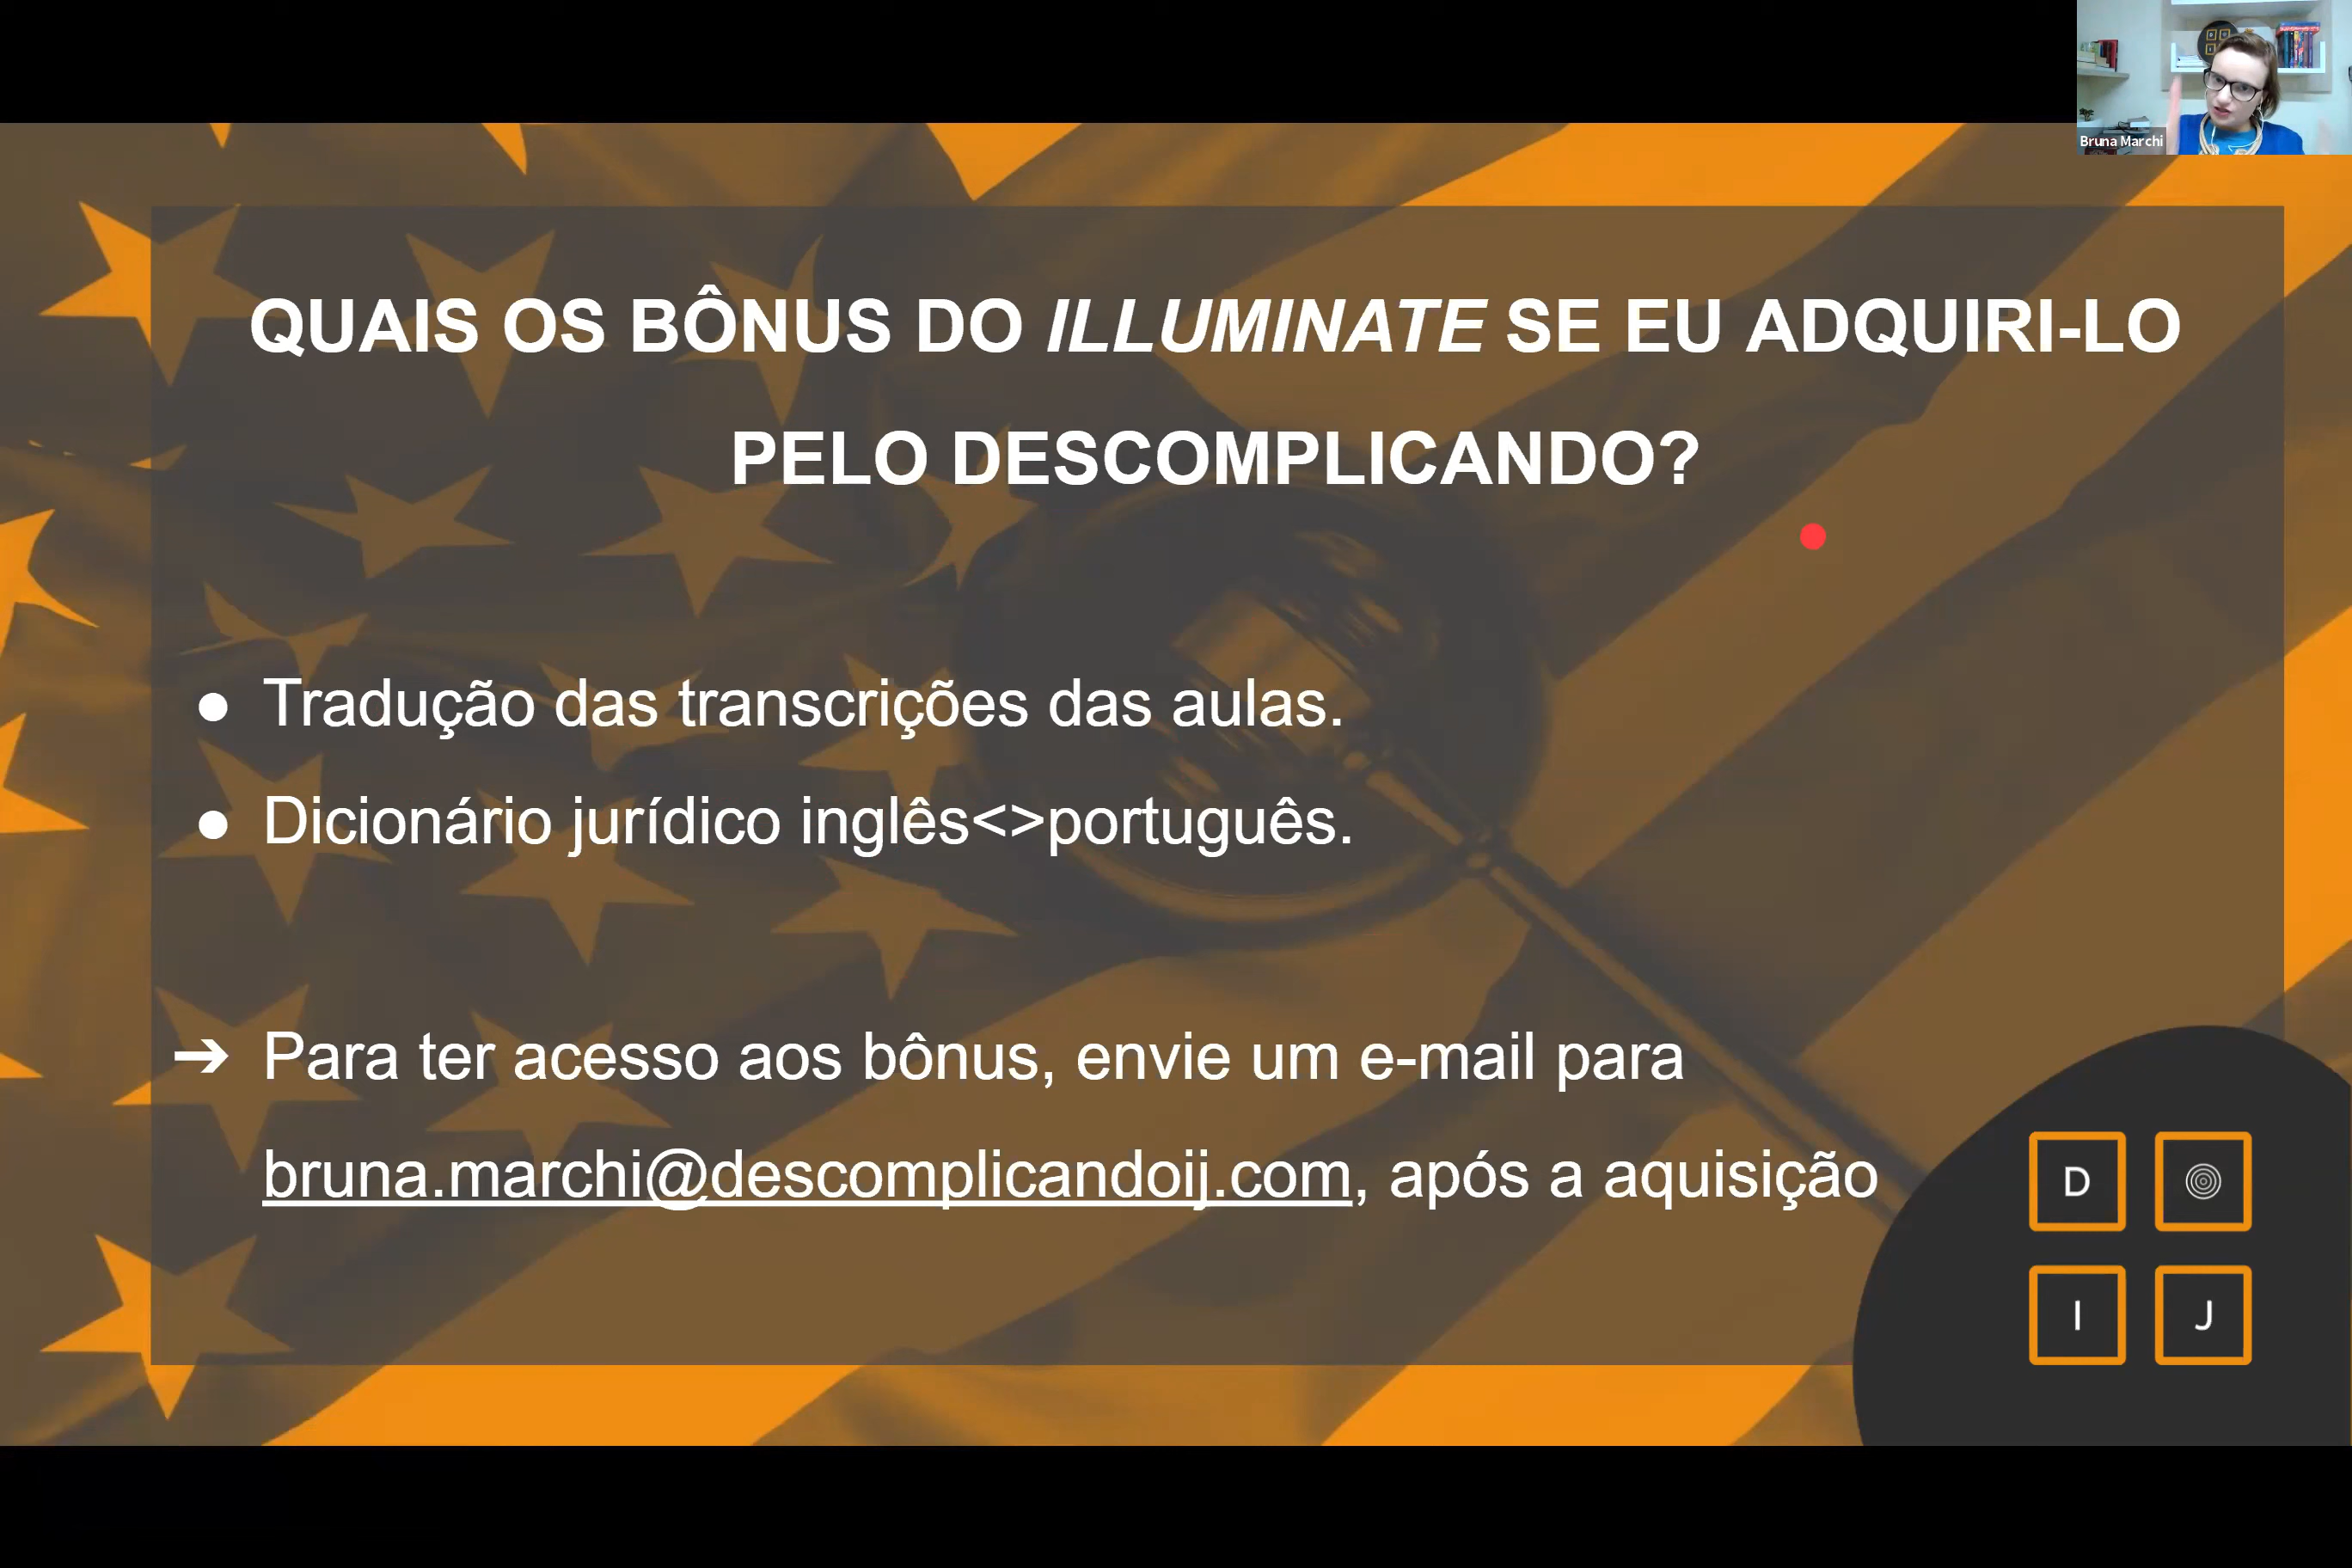 Bruna Marchi
QUAIS OS BÔNUS DO ILLUMINATE SE EU ADQUIRI-LO
PELO DESCOMPLICANDO?
● Tradução das transcrições das aulas.
● Dicionário jurídico inglês<>português.
➔ Para ter acesso aos bônus, envie um e-mail para
bruna.marchi@descomplicandoij.com, após a aquisição
D
I J